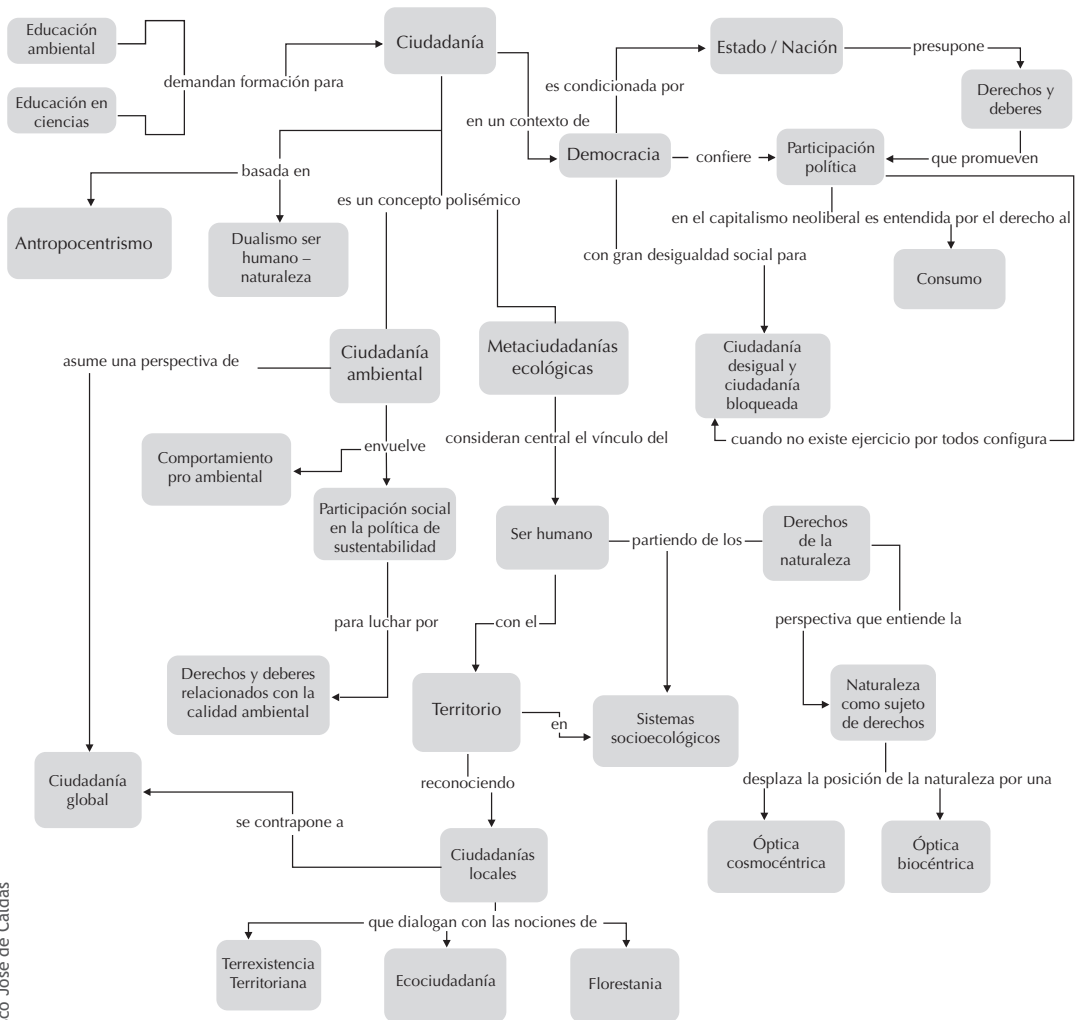 Educación
ambiental
Educación en
ciencias
demandan formación para
Ciudadanía
en un contexto de
es condicionada por
Estado / Nación
presupone
Derechos y
deberes
Democracia
confiere
Participación
política
que promueven
basada en
es un concepto polisémico
Antropocentrismo
Dualismo ser
humano –
naturaleza
en el capitalismo neoliberal es entendida por el derecho al
con gran desigualdad social para
Consumo
asume una perspectiva de
Ciudadanía
ambiental
Metaciudadanías
ecológicas
Ciudadanía
desigual y
ciudadanía
bloqueada
cuando no existe ejercicio por todos configura
envuelve
consideran central el vínculo del
Comportamiento
pro ambiental
Participación social
en la política de
sustentabilidad
Ser humano
partiendo de los
Derechos
de la
naturaleza
para luchar por
con el
perspectiva que entiende la
Derechos y deberes
relacionados con la
calidad ambiental
Territorio
en
Sistemas
socioecológicos
Naturaleza
como sujeto
de derechos
Ciudadanía
global
reconociendo
desplaza la posición de la naturaleza por una
se contrapone a
Ciudadanías
locales
Óptica
cosmocéntrica
Óptica
biocéntrica
que dialogan con las nociones de
Terrexistencia
Territoriana
Ecociudadanía
Florestania
José de Caldas